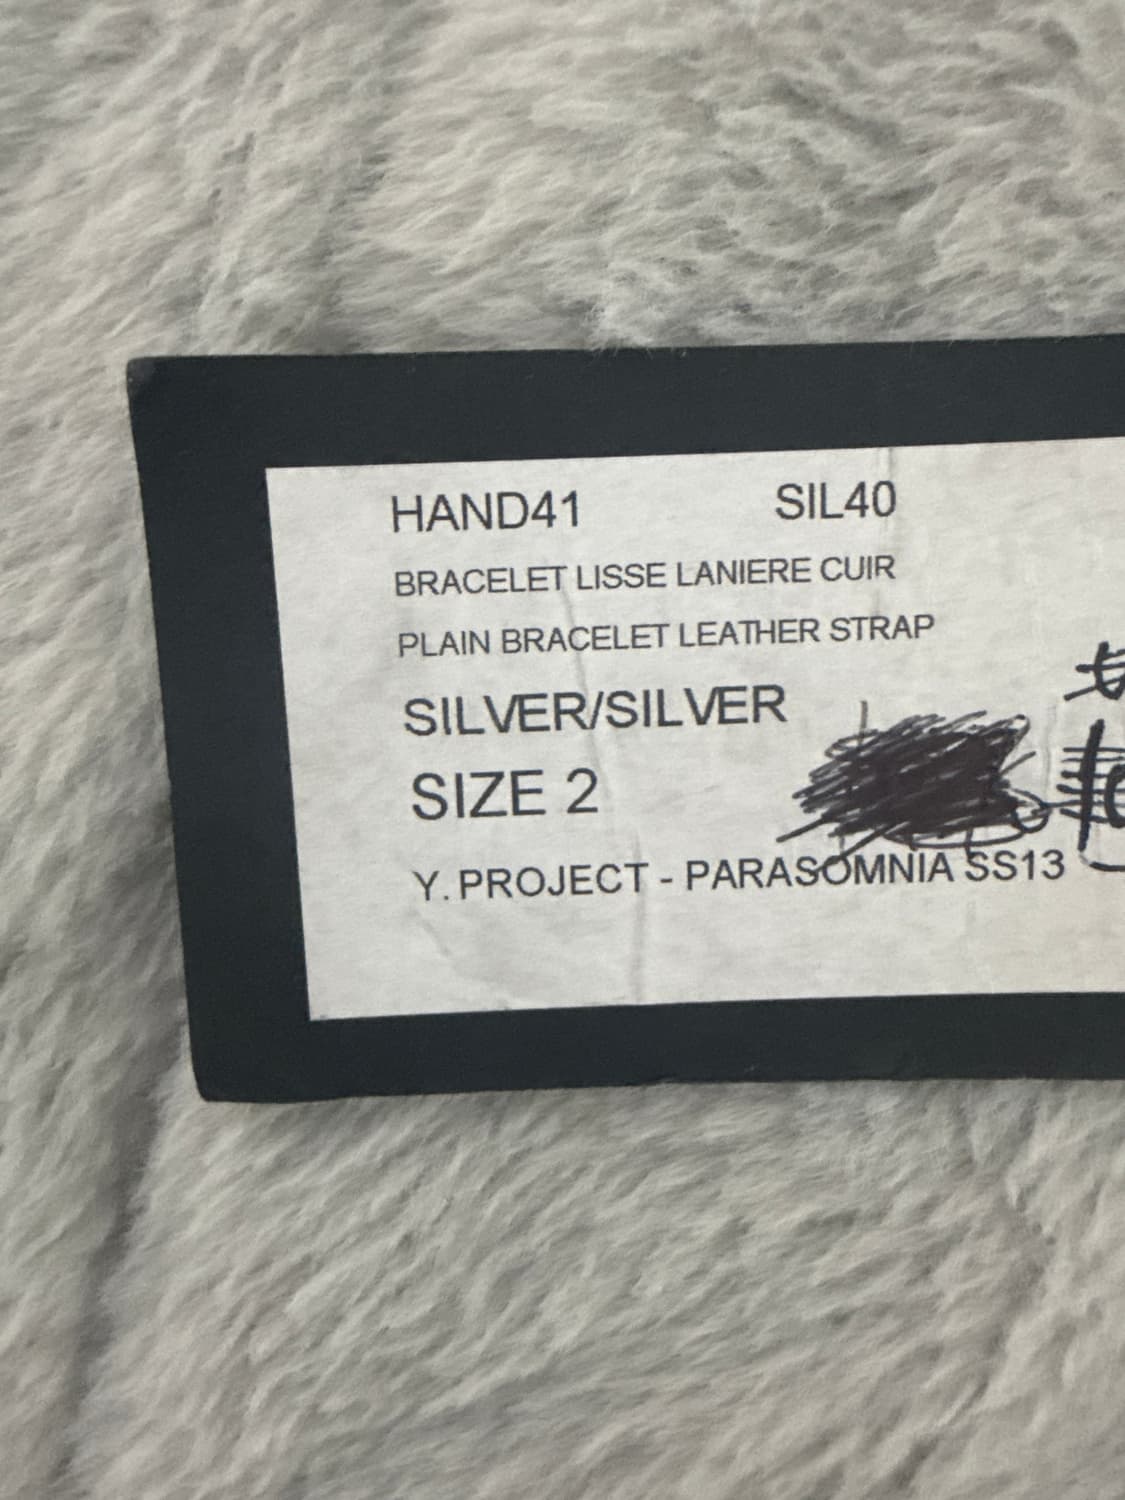 HAND41 SIL40
BRACELET LISSE LANIERE CUIR
PLAIN BRACELET LEATHER STRAP
SILVER/SILVER
SIZE 2
Y. PROJECT - PARASOMNIA SS13